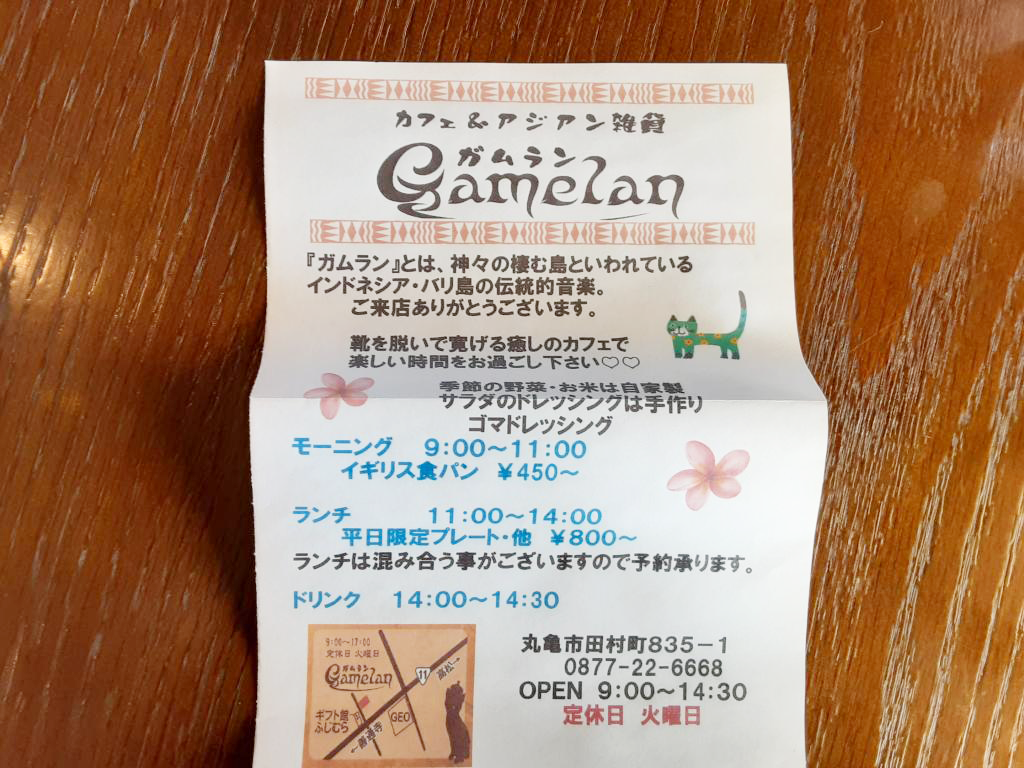 カフェ&アジアン雑貨
ガムラン
Gamelan
『ガムラン』とは、神々の棲む島といわれている
インドネシア・バリ島の伝統的音楽。
ご来店ありがとうございます。
靴を脱いで寛げる癒しのカフェで
楽しい時間をお過ごし下さい♡♡
季節の野菜・お米は自家製
サラダのドレッシングは手作り
ゴマドレッシング
モーニング 9:00～11:00
イギリス食パン ¥450～
ランチ 11:00～14:00
平日限定プレート・他 ¥800～
ランチは混み合う事がございますので予約承ります。
ドリンク 14:00～14:30
丸亀市田村町835－1
0877-22-6668
OPEN 9:00～14:30
定休日 火曜日
9:00～17:00
定休日 火曜日
ガムラン
Gamelan
11
高松→
ギフト館
ふじむら
GEO
←善通寺